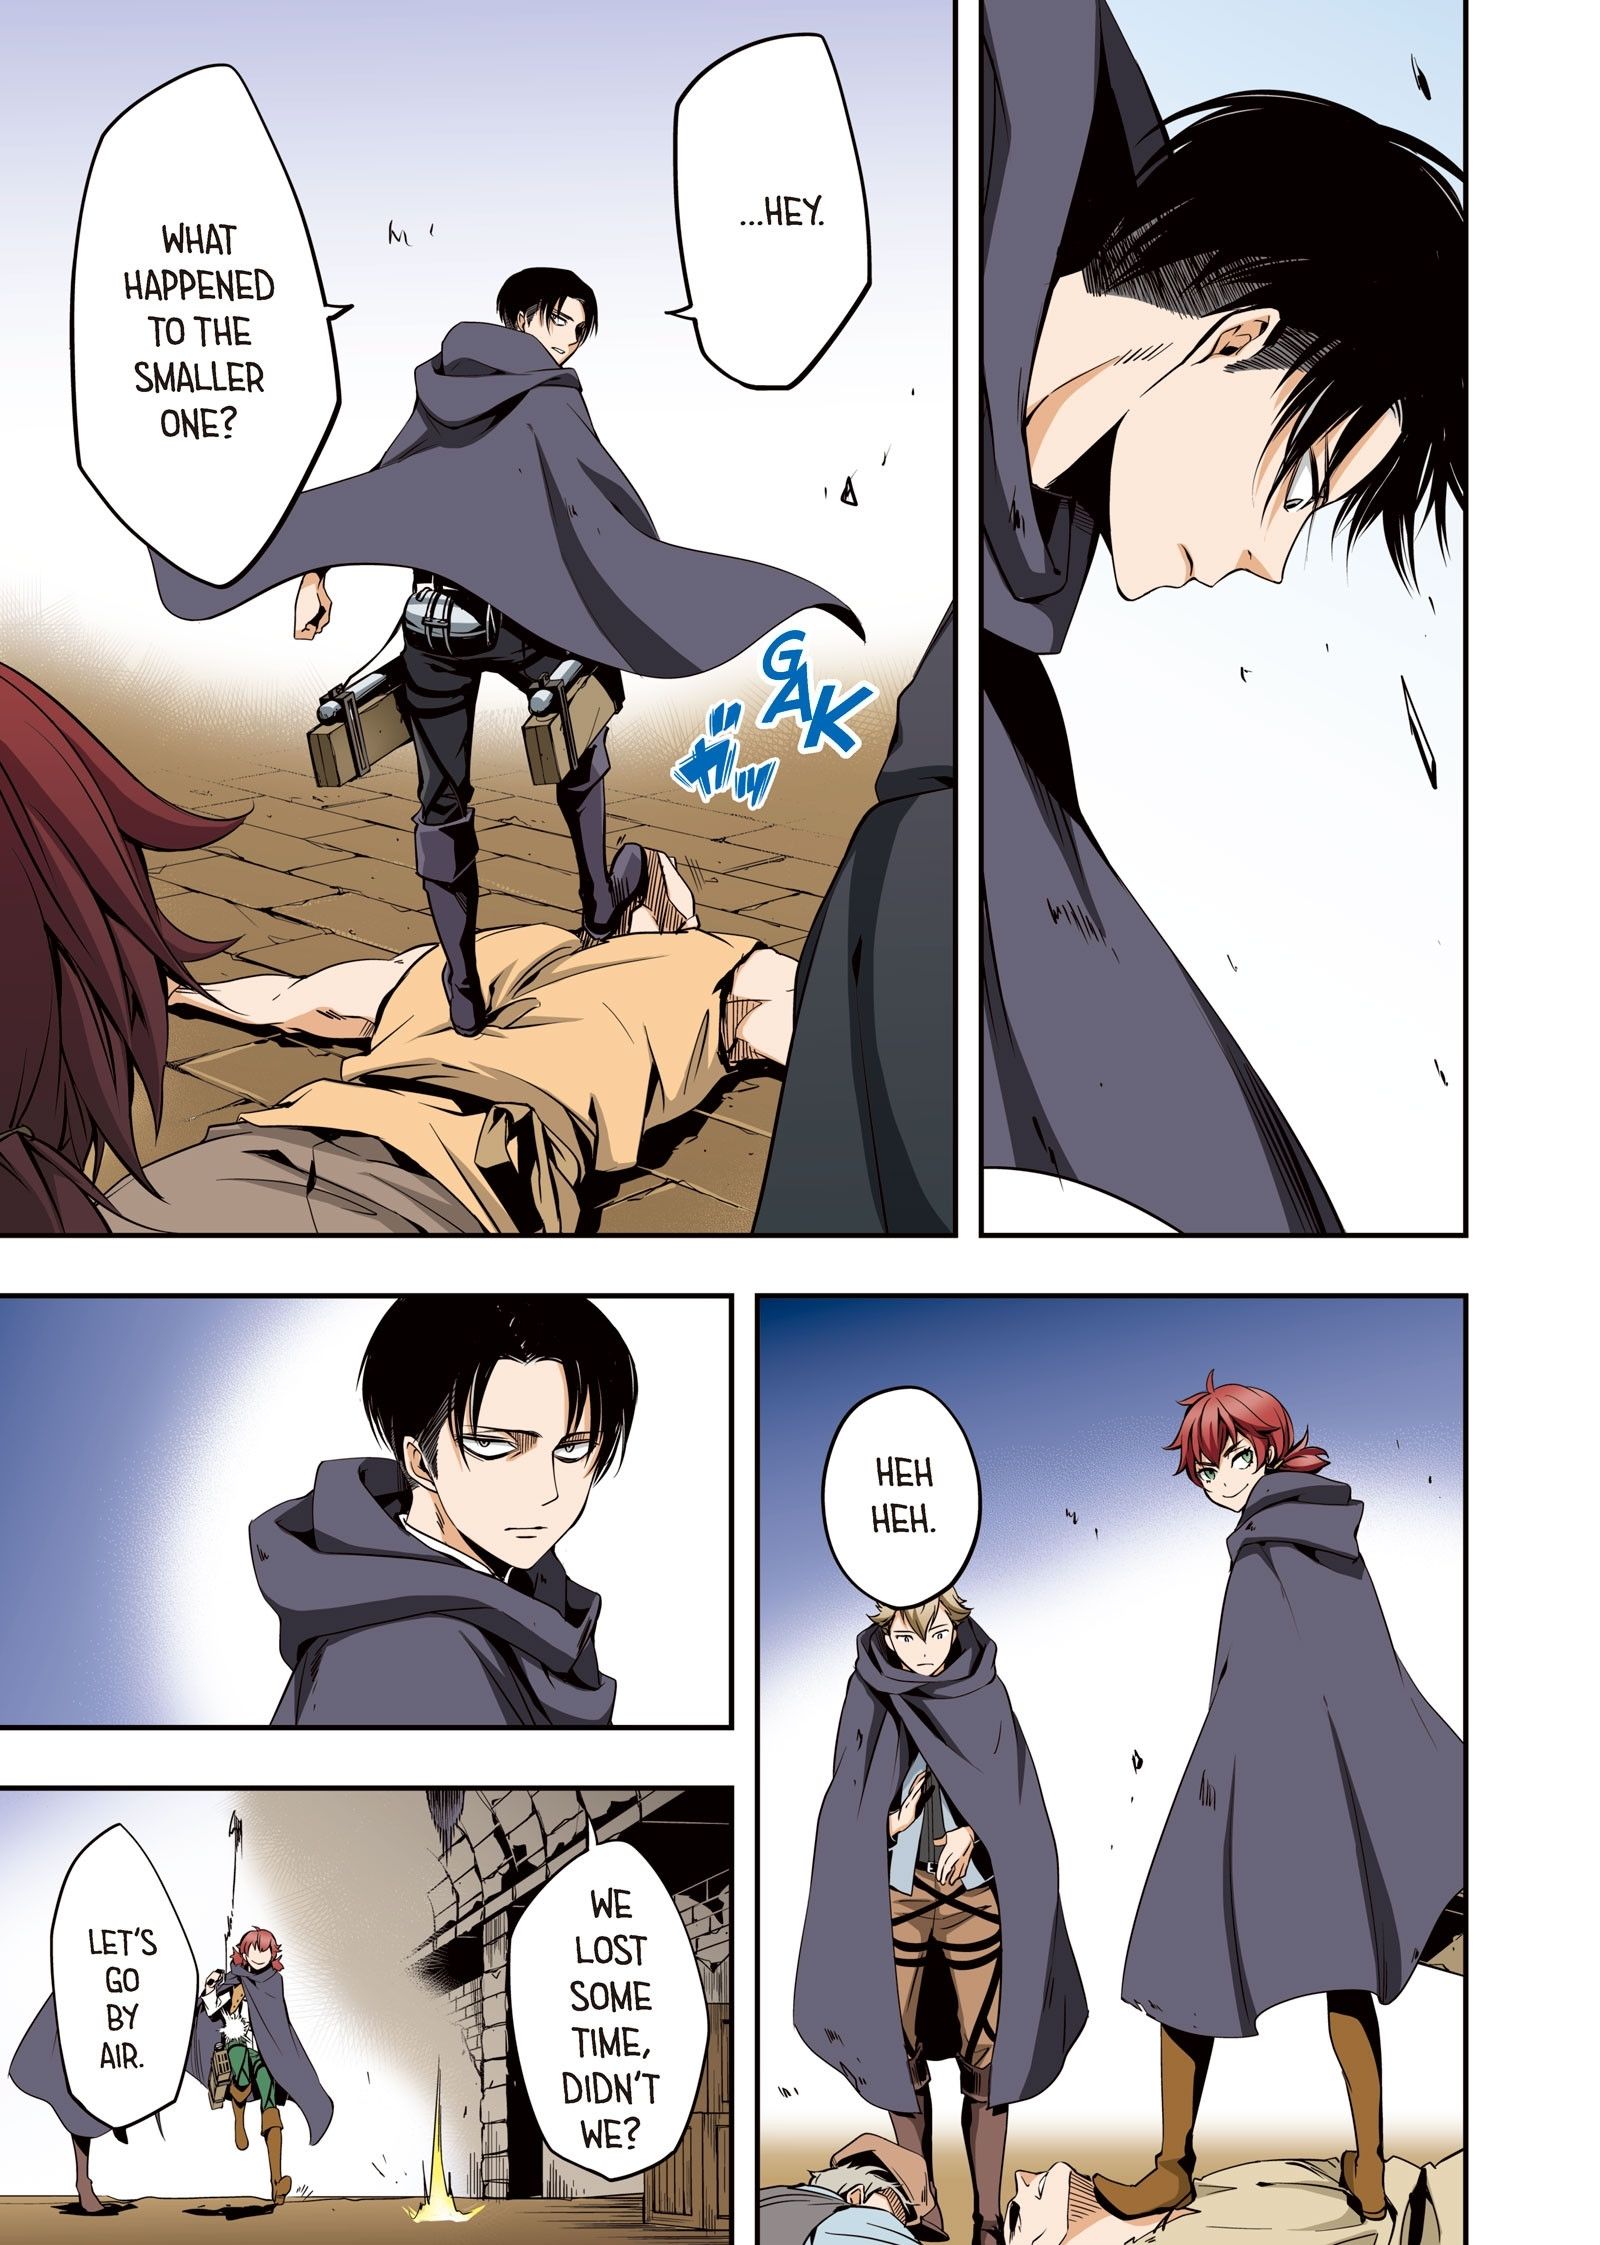 ...HEY.
WHAT
HAPPENED
TO THE
SMALLER
ONE?
GAK
ガッ
HEH
HEH.
WE
LOST
SOME
TIME,
DIDN'T
WE?
LET'S
GO
BY
AIR.